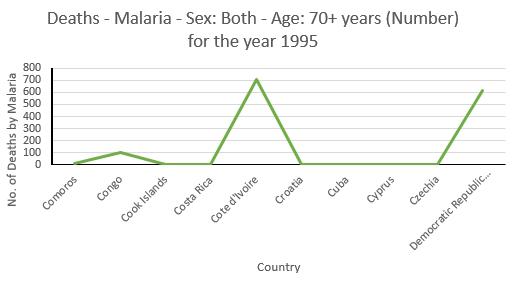 Deaths - Malaria - Sex: Both - Age: 70+ years (Number)
for the year 1995
No. of Deaths by Malaria
800
700
600
500
400
300
200
100
0
Comoros
Congo
Cook Islands
Costa Rica
Cote d'Ivoire
Croatia
Cuba
Cyprus
Czechia
Democratic Republic...
Country